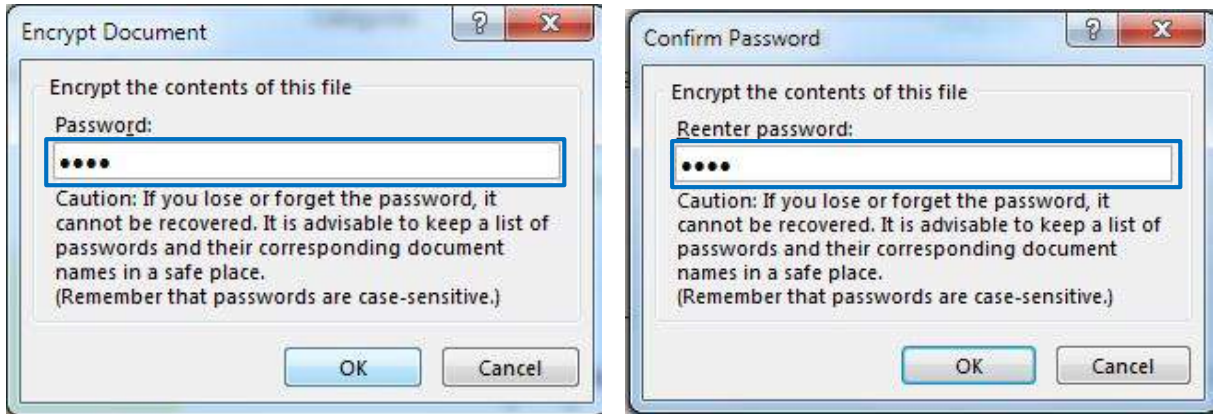 Encrypt Document
Encrypt the contents of this file
Password:
••••
Caution: If you lose or forget the password, it
cannot be recovered. It is advisable to keep a list of
passwords and their corresponding document
names in a safe place.
(Remember that passwords are case-sensitive.)
OK Cancel
Confirm Password
Encrypt the contents of this file
Reenter password:
••••
Caution: If you lose or forget the password, it
cannot be recovered. It is advisable to keep a list of
passwords and their corresponding document
names in a safe place.
(Remember that passwords are case-sensitive.)
OK Cancel